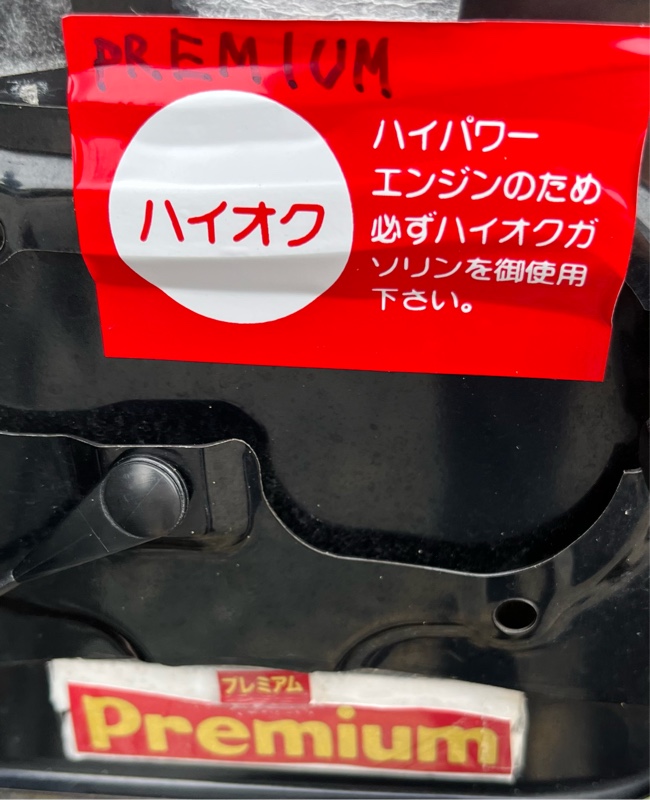 PREMIUM
ハイオク
ハイパワー
エンジンのため
必ずハイオクガ
ソリンを御使用
下さい。
プレミアム
Premium